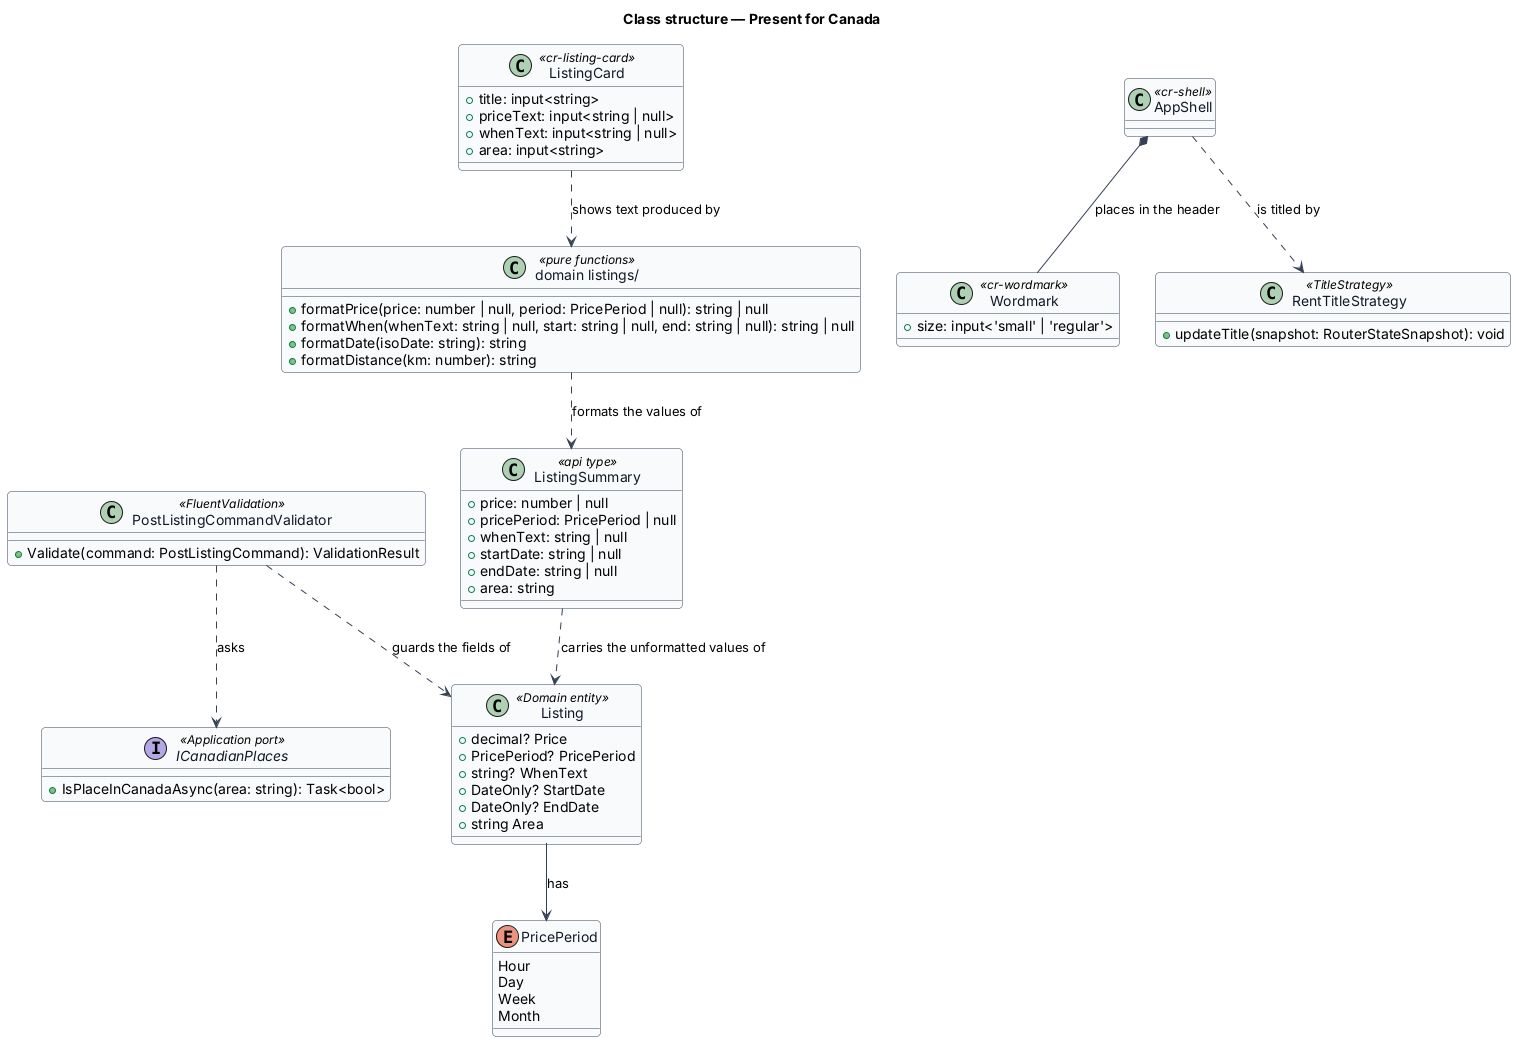 Class structure — Present for Canada
«cr-listing-card»
ListingCard
title: input<string>
priceText: input<string | null>
whenText: input<string | null>
area: input<string>
«cr-shell»
AppShell
shows text produced by
places in the header
is titled by
«pure functions»
domain listings/
formatPrice(price: number | null, period: PricePeriod | null): string | null
formatWhen(whenText: string | null, start: string | null, end: string | null): string | null
formatDate(isoDate: string): string
formatDistance(km: number): string
«cr-wordmark»
Wordmark
size: input<'small' | 'regular'>
«TitleStrategy»
RentTitleStrategy
updateTitle(snapshot: RouterStateSnapshot): void
formats the values of
«api type»
ListingSummary
price: number | null
pricePeriod: PricePeriod | null
whenText: string | null
startDate: string | null
endDate: string | null
area: string
«FluentValidation»
PostListingCommandValidator
Validate(command: PostListingCommand): ValidationResult
asks
guards the fields of
carries the unformatted values of
«Application port»
ICanadianPlaces
IsPlaceInCanadaAsync(area: string): Task<bool>
«Domain entity»
Listing
decimal? Price
PricePeriod? PricePeriod
string? WhenText
DateOnly? StartDate
DateOnly? EndDate
string Area
has
PricePeriod
Hour
Day
Week
Month